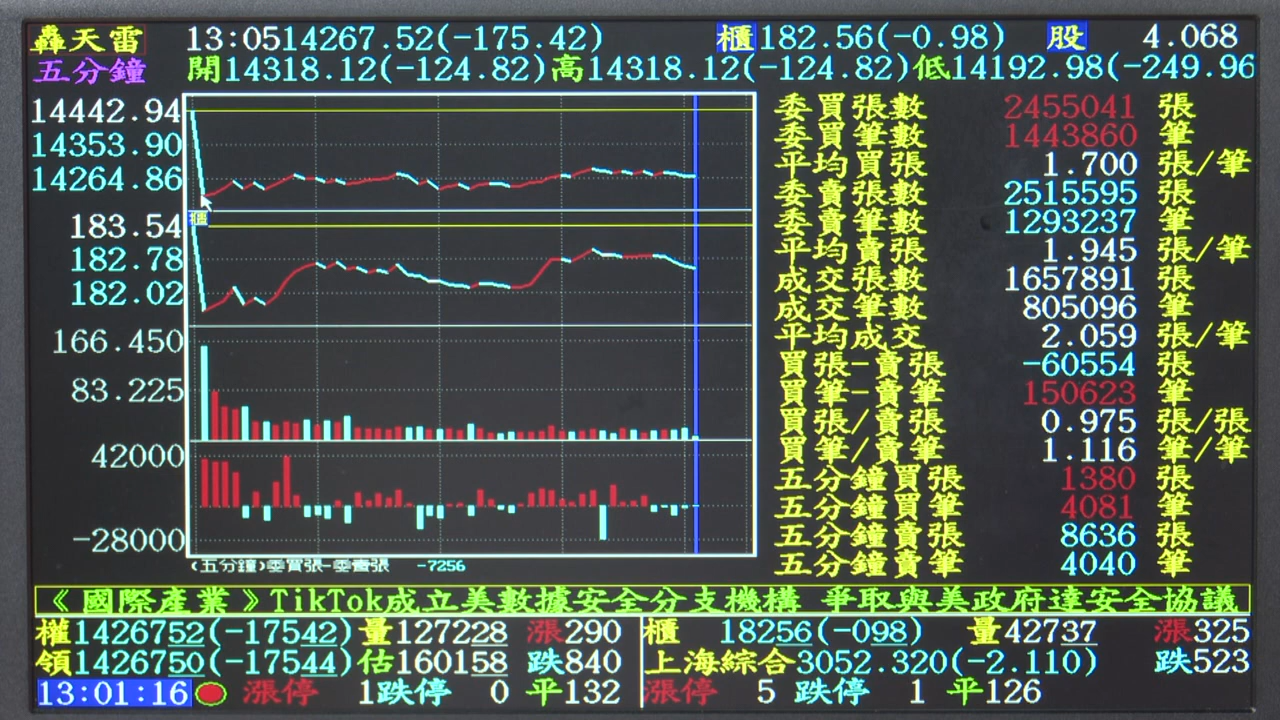 轟天雷 13:05 14267.52(-175.42) 櫃182.56(-0.98) 股 4.068
五分鐘 開14318.12(-124.82)高14318.12(-124.82)低14192.98(-249.96
14442.94
14353.90
14264.86
櫃
183.54
182.78
182.02
166.450
83.225
42000
-28000
(五分鐘)委買張-委賣張 -7256
委買張數 2455041 張
委買筆數 1443860 筆
平均買張 1.700 張/筆
委賣張數 2515595 張
委賣筆數 1293237 筆
平均賣張 1.945 張/筆
成交張數 1657891 張
成交筆數 805096 筆
平均成交 2.059 張/筆
買張-賣張 -60554 張
買筆-賣筆 150623 筆
買張/賣張 0.975 張/張
買筆/賣筆 1.116 筆/筆
五分鐘買張 1380 張
五分鐘買筆 4081 筆
五分鐘賣張 8636 張
五分鐘賣筆 4040 筆
《國際產業》TikTok成立美數據安全分支機構 爭取與美政府達安全協議
權1426752(-17542)量127228 漲290 櫃 18256(-098) 量42737 漲325
領1426750(-17544)估160158 跌840 上海綜合3052.320(-2.110) 跌523
13:01:16 漲停 1跌停 0 平132 漲停 5 跌停 1 平126